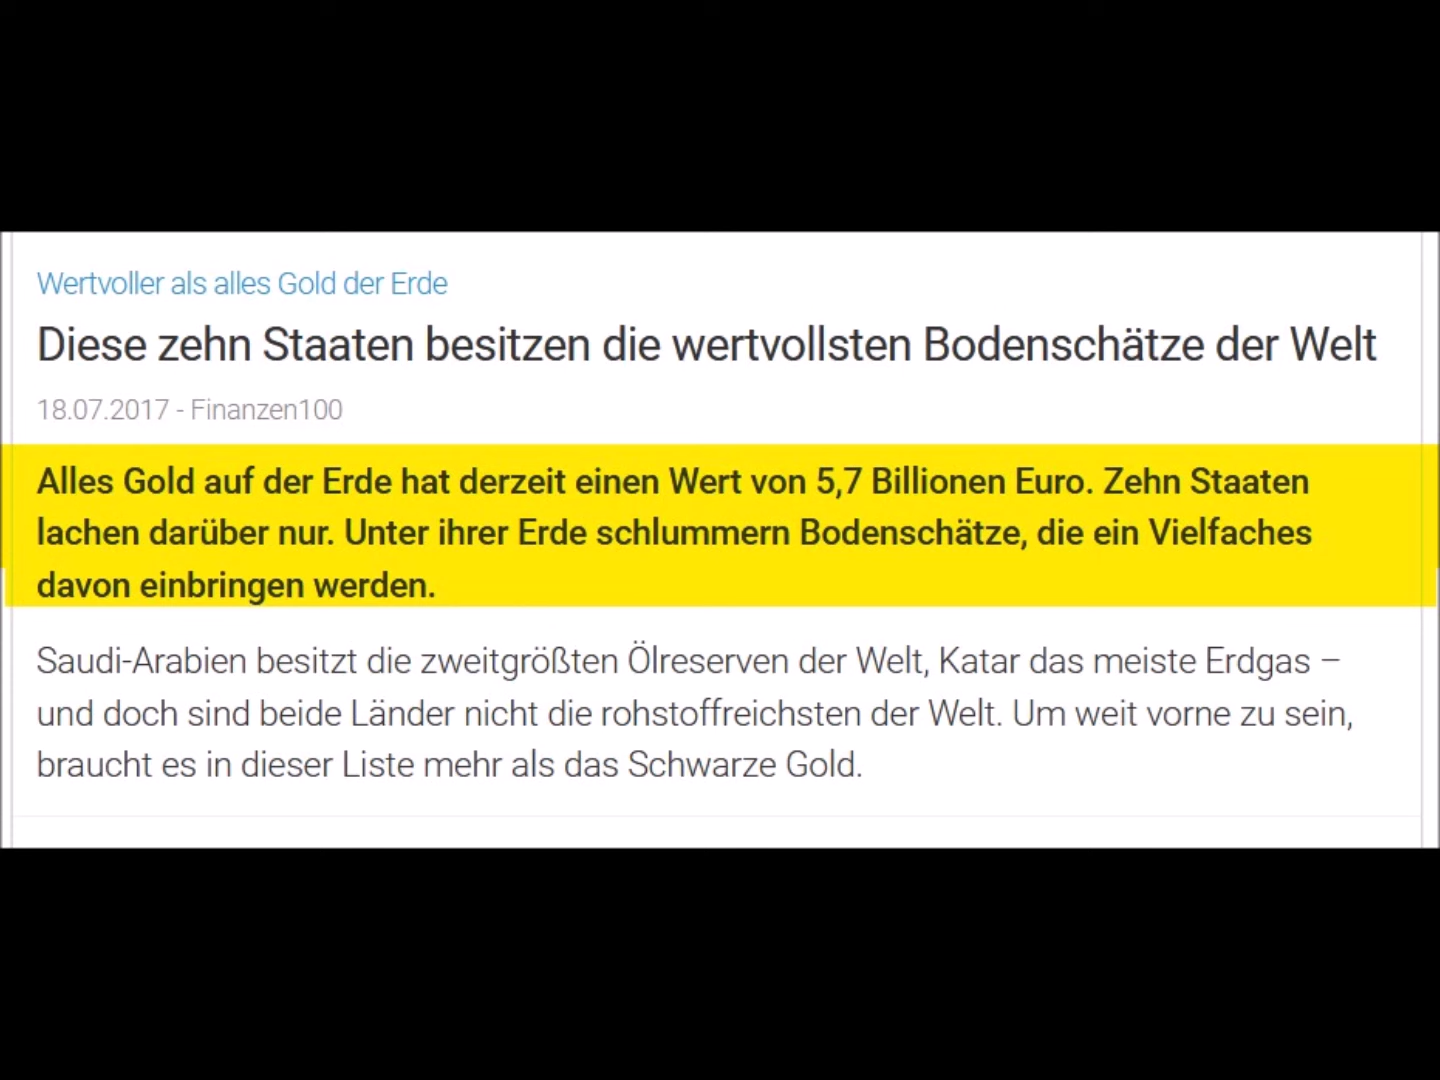 Wertvoller als alles Gold der Erde
Diese zehn Staaten besitzen die wertvollsten Bodenschätze der Welt
18.07.2017 - Finanzen100
Alles Gold auf der Erde hat derzeit einen Wert von 5,7 Billionen Euro. Zehn Staaten
lachen darüber nur. Unter ihrer Erde schlummern Bodenschätze, die ein Vielfaches
davon einbringen werden.
Saudi-Arabien besitzt die zweitgrößten Ölreserven der Welt, Katar das meiste Erdgas –
und doch sind beide Länder nicht die rohstoffreichsten der Welt. Um weit vorne zu sein,
braucht es in dieser Liste mehr als das Schwarze Gold.